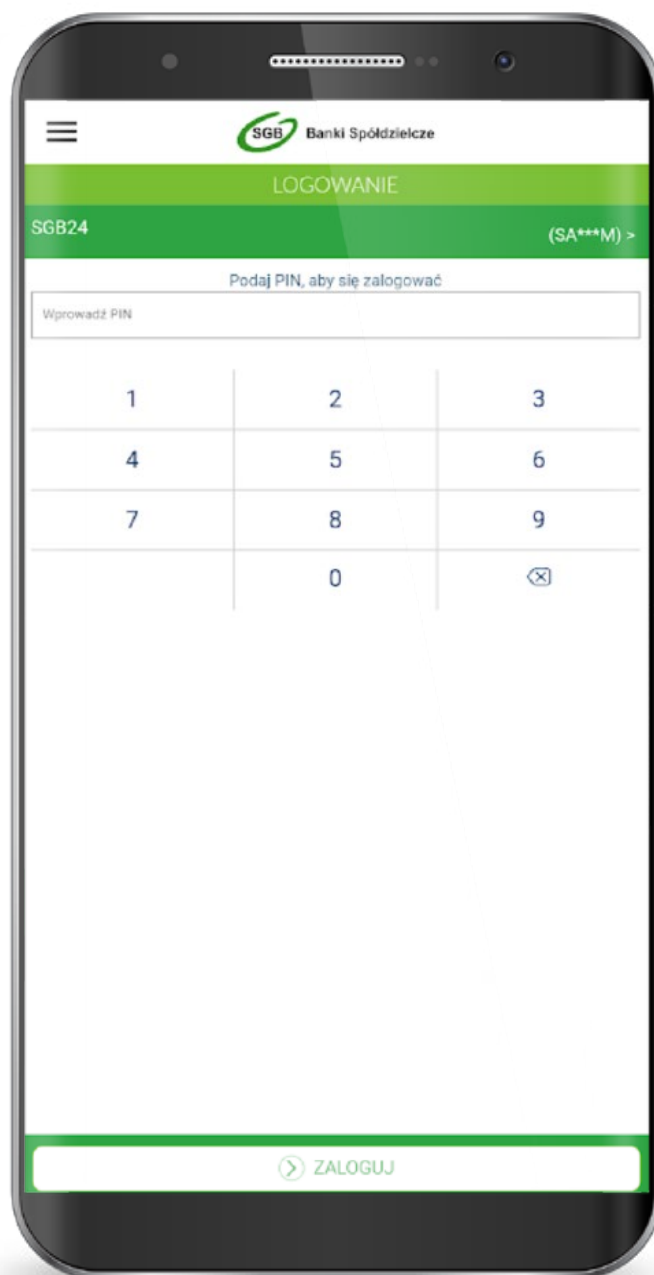 SGB Banki Spółdzielcze
LOGOWANIE
SGB24 (SA***M) >
Podaj PIN, aby się zalogować
Wprowadź PIN
1 2 3
4 5 6
7 8 9
0
ZALOGUJ